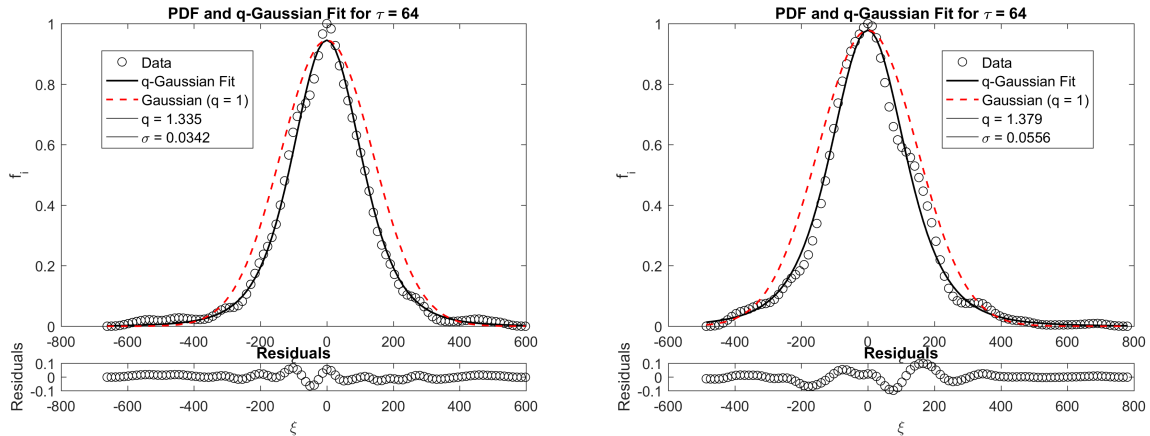 PDF and q-Gaussian Fit for τ = 64
1
0.8
0.6
0.4
0.2
0
f_i
Data
q-Gaussian Fit
Gaussian (q = 1)
q = 1.335
σ = 0.0342
-800 -600 -400 -200 0 200 400 600
Residuals
0.1
0
-0.1
Residuals
-800 -600 -400 -200 0 200 400 600
ξ
PDF and q-Gaussian Fit for τ = 64
1
0.8
0.6
0.4
0.2
0
f_i
Data
q-Gaussian Fit
Gaussian (q = 1)
q = 1.379
σ = 0.0556
-600 -400 -200 0 200 400 600 800
Residuals
0.1
0
-0.1
Residuals
-600 -400 -200 0 200 400 600 800
ξ